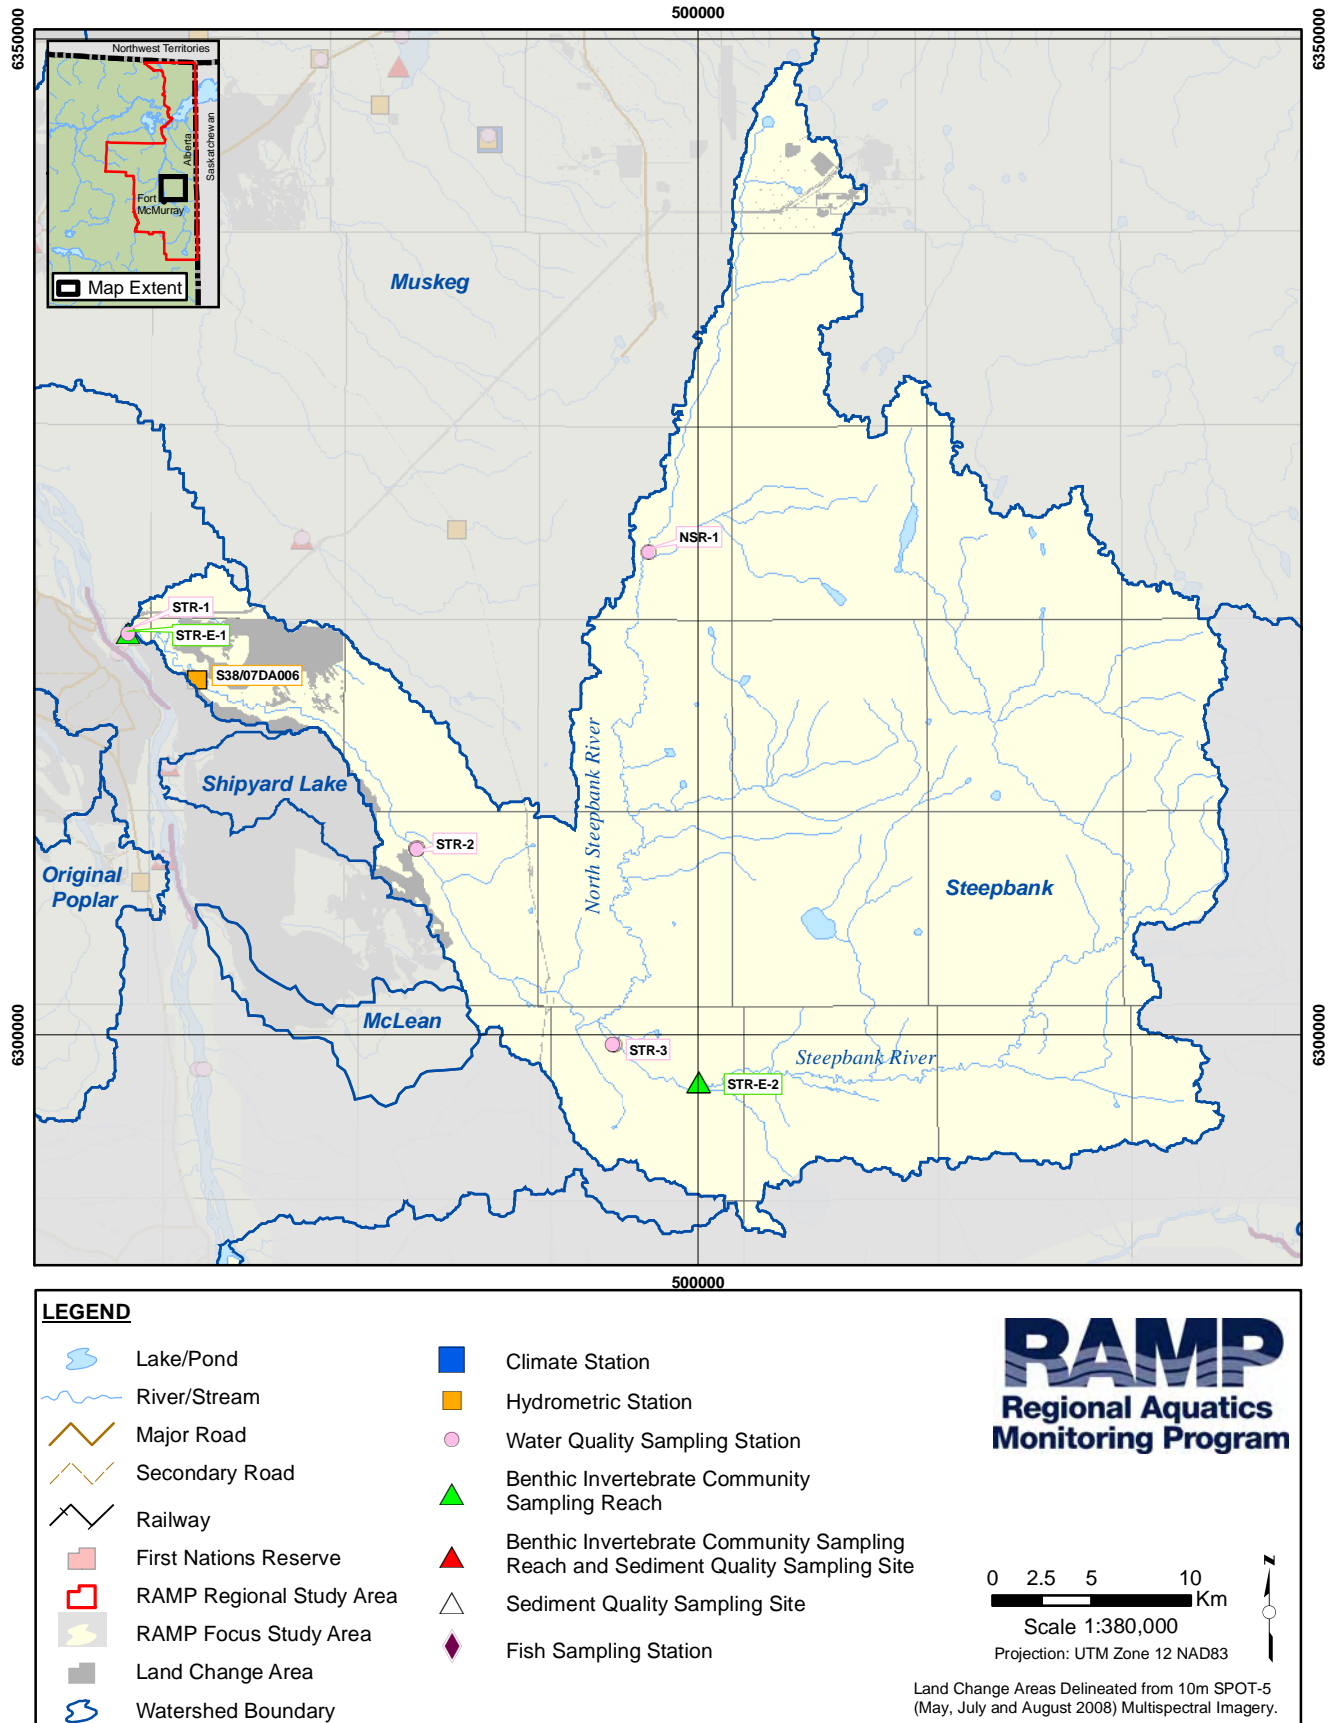 500000
6350000
6350000
Northwest Territories
Alberta
Saskatchewan
Fort
McMurray
Map Extent
Muskeg
NSR-1
STR-1
STR-E-1
S38/07DA006
Shipyard Lake
North Steepbank River
STR-2
Original
Poplar
Steepbank
McLean
6300000
6300000
STR-3
Steepbank River
STR-E-2
500000
LEGEND
Lake/Pond
River/Stream
Major Road
Secondary Road
Railway
First Nations Reserve
RAMP Regional Study Area
RAMP Focus Study Area
Land Change Area
Watershed Boundary
Climate Station
Hydrometric Station
Water Quality Sampling Station
Benthic Invertebrate Community
Sampling Reach
Benthic Invertebrate Community Sampling
Reach and Sediment Quality Sampling Site
Sediment Quality Sampling Site
Fish Sampling Station
RAMP
Regional Aquatics
Monitoring Program
0 2.5 5 10
Km
Scale 1:380,000
Projection: UTM Zone 12 NAD83
N
Land Change Areas Delineated from 10m SPOT-5
(May, July and August 2008) Multispectral Imagery.